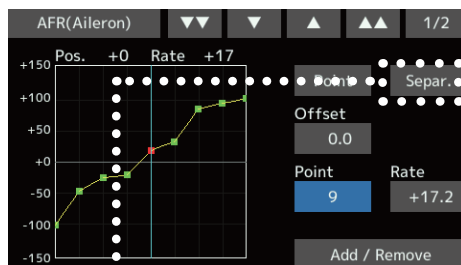 AFR(Aileron) ▼▼ ▼ ▲ ▲▲ 1/2
Pos. +0 Rate +17
+150
+100
+50
+0
-50
-100
-150
Point Separ.
Offset
0.0
Point Rate
9 +17.2
Add / Remove